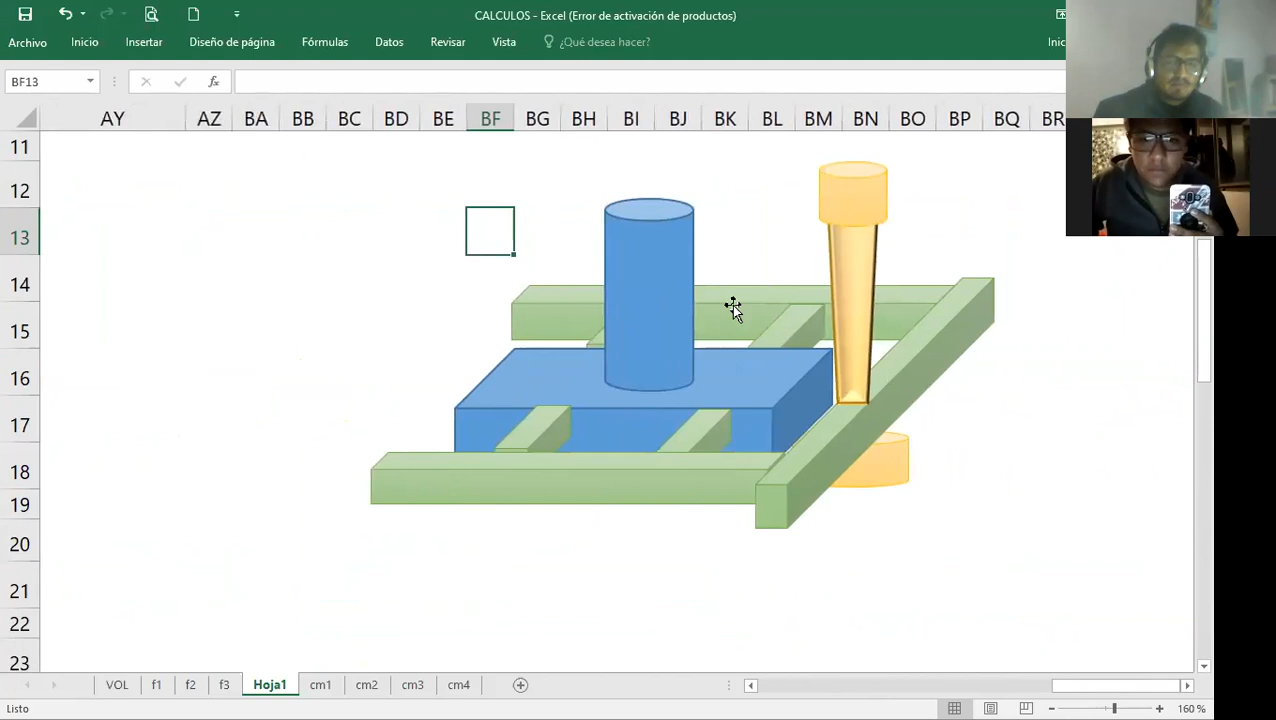 CALCULOS - Excel (Error de activación de productos)
Archivo Inicio Insertar Diseño de página Fórmulas Datos Revisar Vista ¿Qué desea hacer? Inic
BF13 fx
AY AZ BA BB BC BD BE BF BG BH BI BJ BK BL BM BN BO BP BQ BR
11
12
13
14
15
16
17
18
19
20
21
22
23
VOL f1 f2 f3 Hoja1 cm1 cm2 cm3 cm4
Listo 160 %